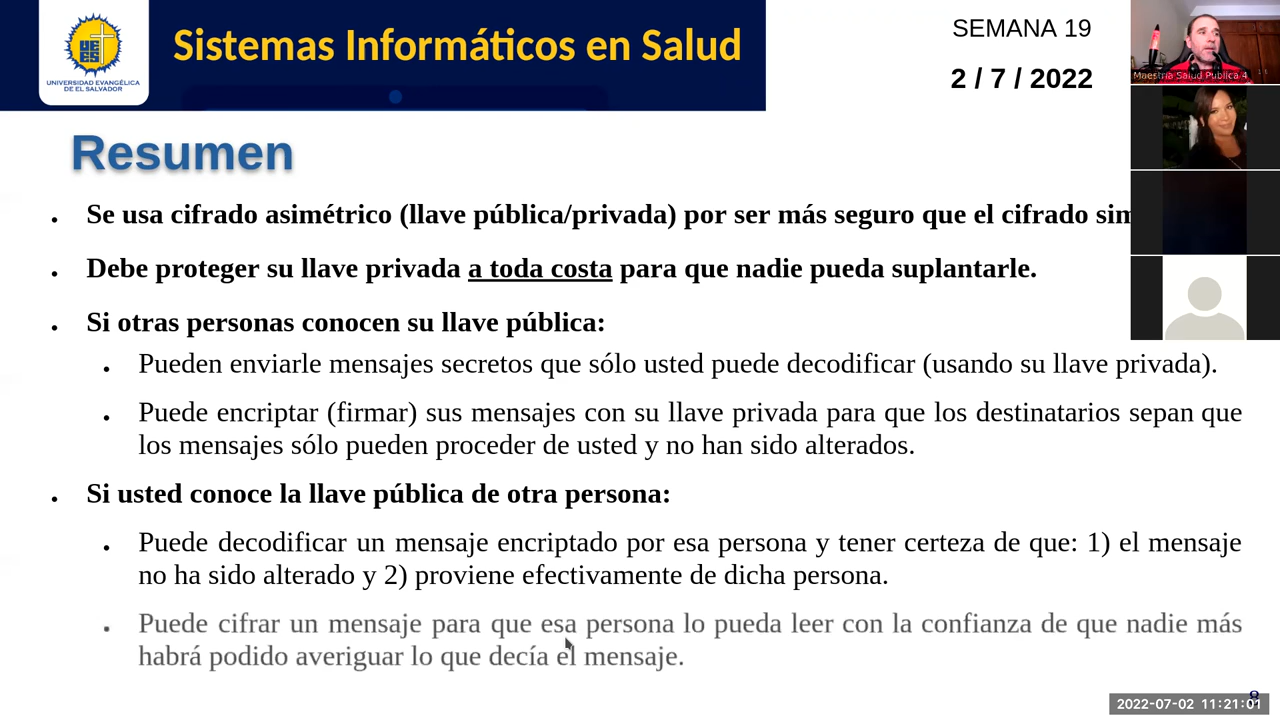 UNIVERSIDAD EVANGÉLICA
DE EL SALVADOR
Sistemas Informáticos en Salud
SEMANA 19
2 / 7 / 2022
Maestria Salud Publica 4
Resumen
Se usa cifrado asimétrico (llave pública/privada) por ser más seguro que el cifrado
Debe proteger su llave privada a toda costa para que nadie pueda suplantarle.
Si otras personas conocen su llave pública:
Pueden enviarle mensajes secretos que sólo usted puede decodificar (usando su llave privada).
Puede encriptar (firmar) sus mensajes con su llave privada para que los destinatarios sepan que
los mensajes sólo pueden proceder de usted y no han sido alterados.
Si usted conoce la llave pública de otra persona:
Puede decodificar un mensaje encriptado por esa persona y tener certeza de que: 1) el mensaje
no ha sido alterado y 2) proviene efectivamente de dicha persona.
Puede cifrar un mensaje para que esa persona lo pueda leer con la confianza de que nadie más
habrá podido averiguar lo que decía el mensaje.
8
2022-07-02 11:21:01